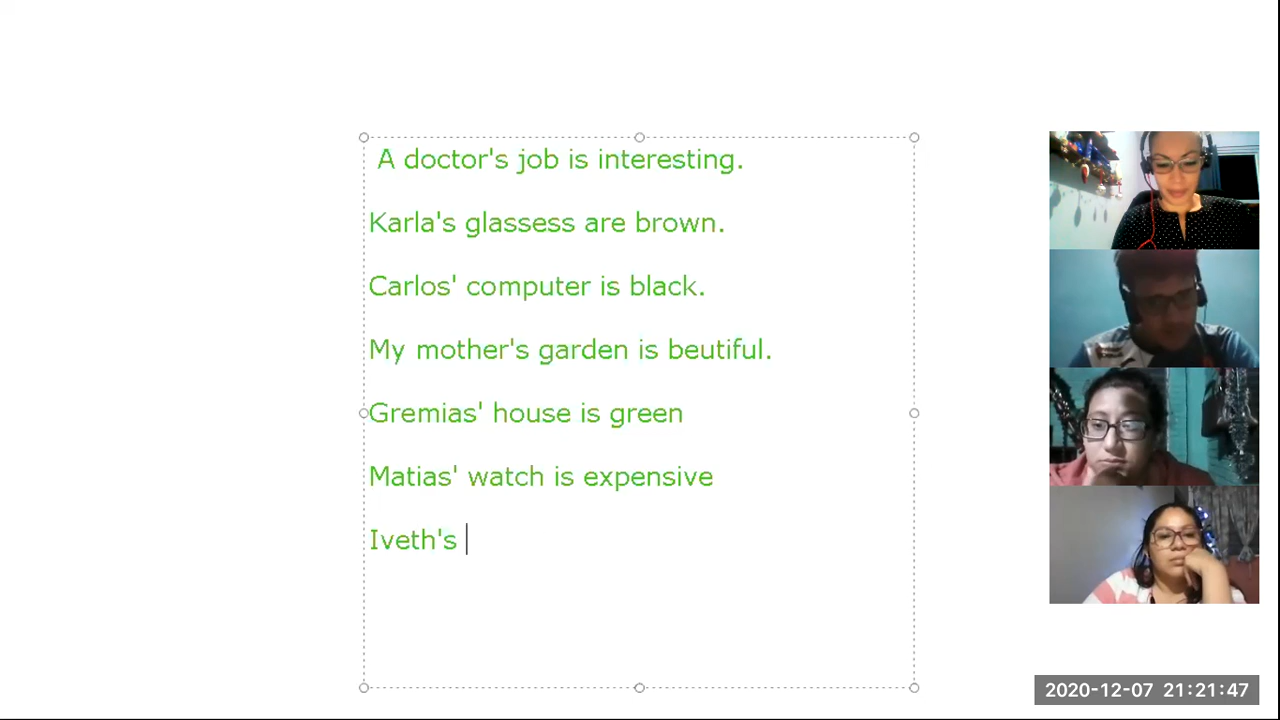 A doctor's job is interesting.
Karla's glassess are brown.
Carlos' computer is black.
My mother's garden is beutiful.
Gremias' house is green
Matias' watch is expensive
Iveth's
2020-12-07 21:21:47